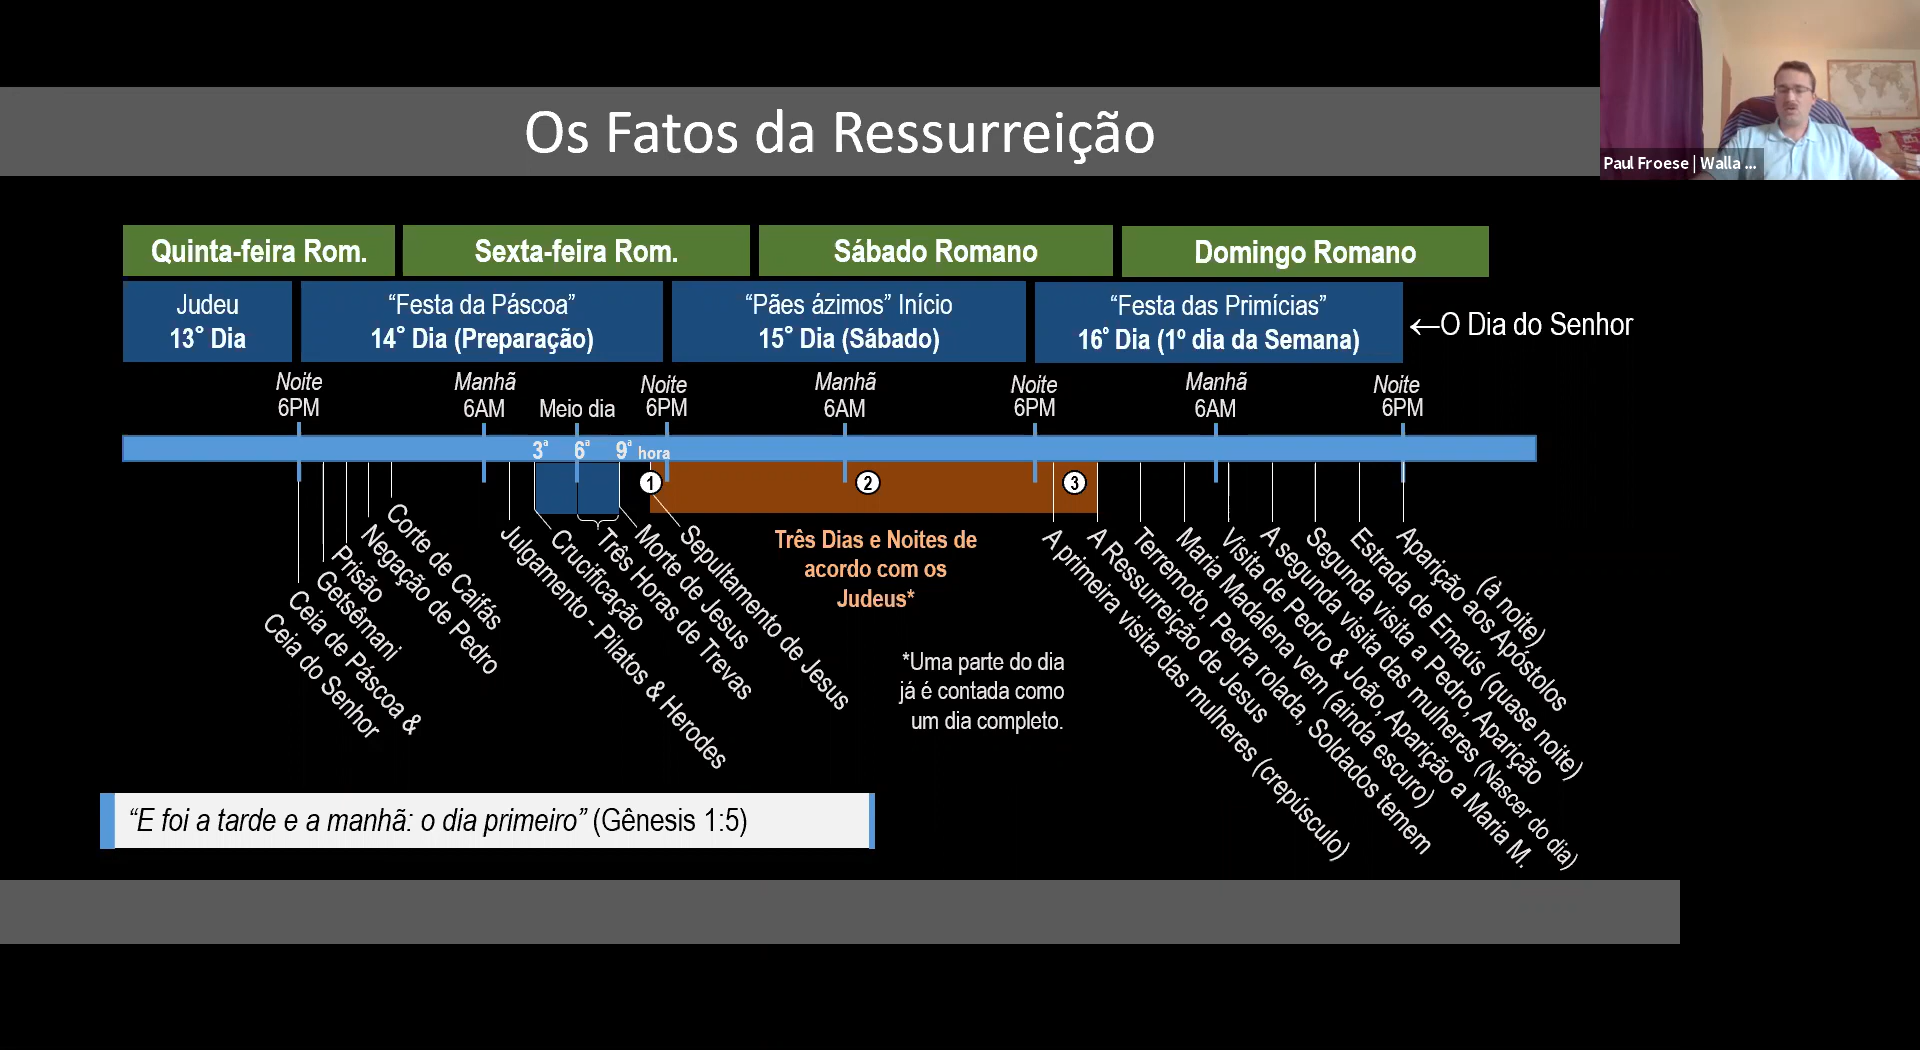 Os Fatos da Ressurreição
Paul Froese | Walla ...
Quinta-feira Rom.
Sexta-feira Rom.
Sábado Romano
Domingo Romano
Judeu
13° Dia
“Festa da Páscoa”
14° Dia (Preparação)
“Pães ázimos” Início
15° Dia (Sábado)
“Festa das Primícias”
16° Dia (1º dia da Semana)
←O Dia do Senhor
Noite
6PM
Manhã
6AM
Meio dia
Noite
6PM
Manhã
6AM
Noite
6PM
Manhã
6AM
Noite
6PM
3ª
6ª
9ª hora
1
2
3
Ceia de Páscoa &
Ceia do Senhor
Getsêmani
Prisão
Negação de Pedro
Corte de Caifás
Julgamento - Pilatos & Herodes
Crucificação
Três Horas de Trevas
Morte de Jesus
Sepultamento de Jesus
Três Dias e Noites de
acordo com os
Judeus*
*Uma parte do dia
já é contada como
um dia completo.
A primeira visita das mulheres (crepúsculo)
A Ressurreição de Jesus
Terremoto, Pedra rolada, Soldados temem
Maria Madalena vem (ainda escuro)
Visita de Pedro & João, Aparição a Maria M.
A segunda visita das mulheres (Nascer do dia)
Segunda visita a Pedro, Aparição
Estrada de Emaús (quase noite)
Aparição aos Apóstolos
(à noite)
“E foi a tarde e a manhã: o dia primeiro” (Gênesis 1:5)